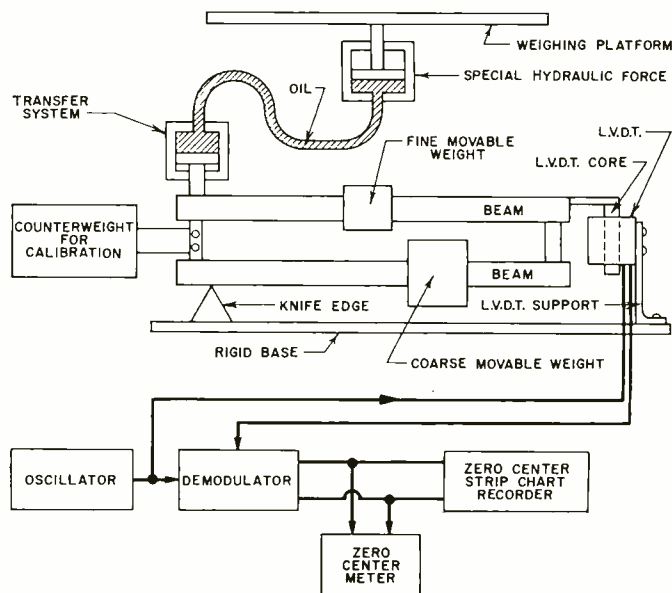 WEIGHING PLATFORM
SPECIAL HYDRAULIC FORCE
OIL
TRANSFER
SYSTEM
L.V.D.T.
FINE MOVABLE
WEIGHT
L.V.D.T. CORE
BEAM
COUNTERWEIGHT
FOR
CALIBRATION
BEAM
KNIFE EDGE
L.V.D.T. SUPPORT
RIGID BASE
COARSE MOVABLE WEIGHT
OSCILLATOR
DEMODULATOR
ZERO CENTER
STRIP CHART
RECORDER
ZERO
CENTER
METER